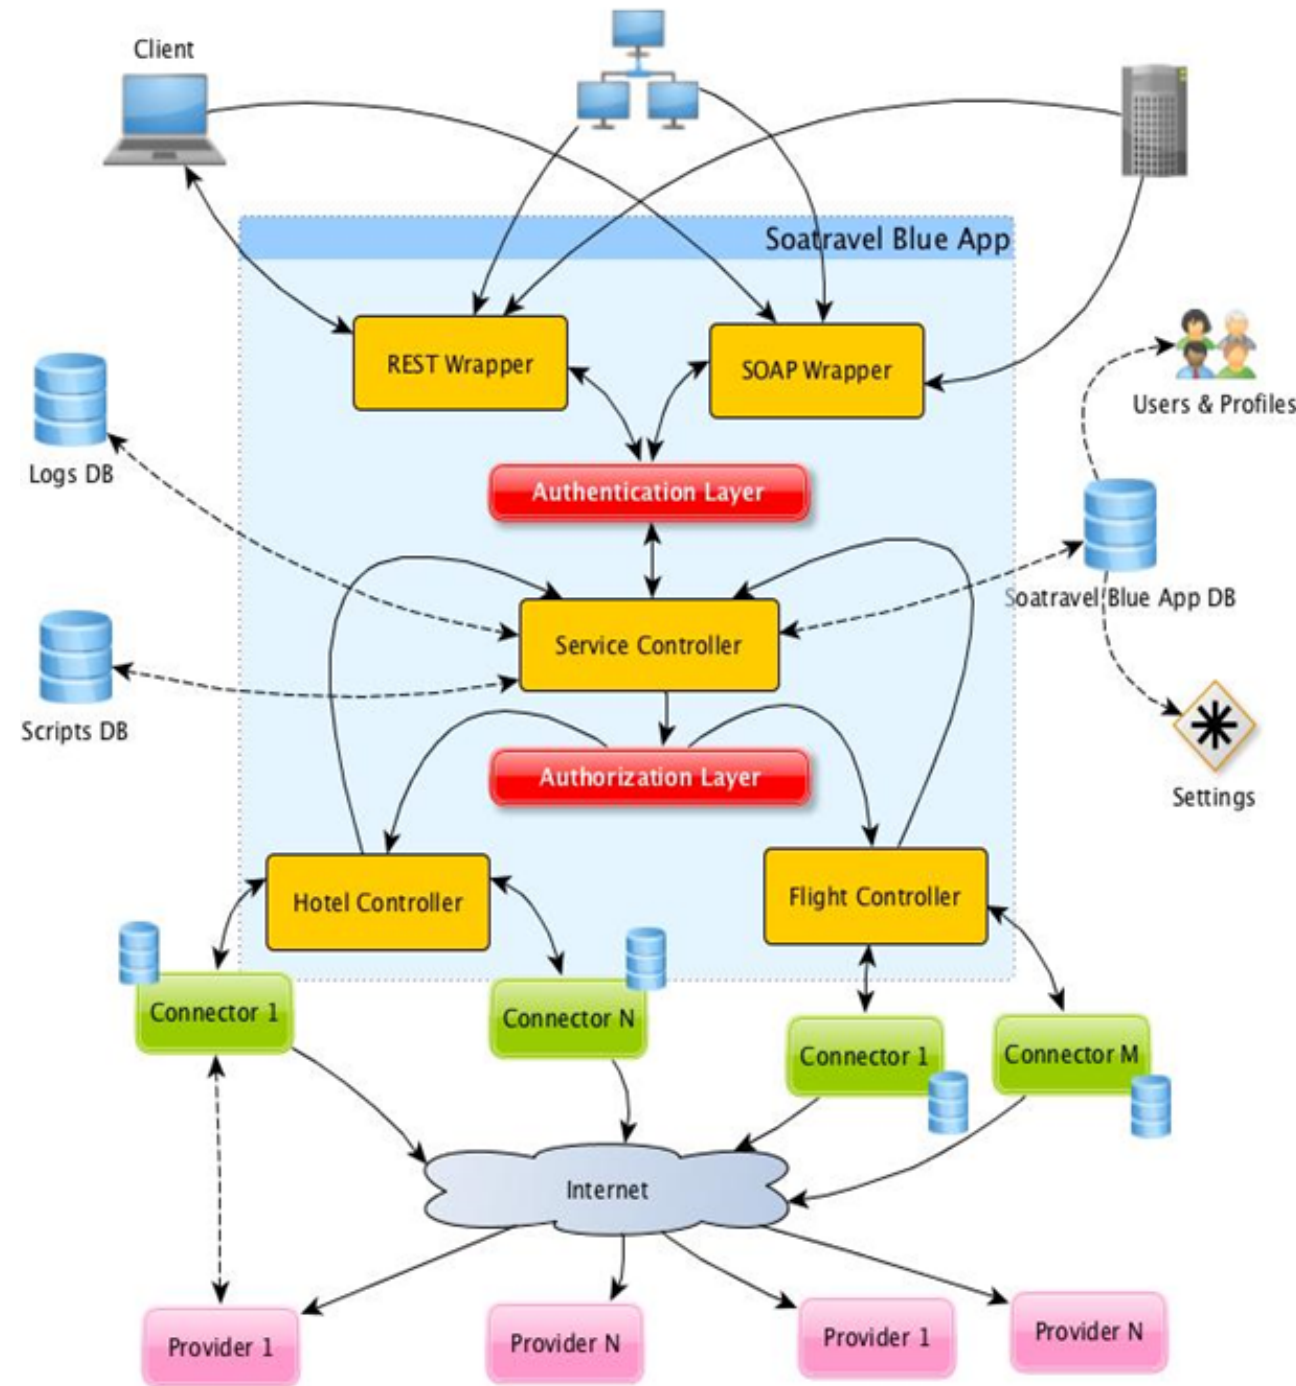 Client
Soatravel Blue App
REST Wrapper
SOAP Wrapper
Users & Profiles
Logs DB
Authentication Layer
Soatravel Blue App DB
Service Controller
Scripts DB
Authorization Layer
Settings
Hotel Controller
Flight Controller
Connector 1
Connector N
Connector 1
Connector M
Internet
Provider 1
Provider N
Provider 1
Provider N